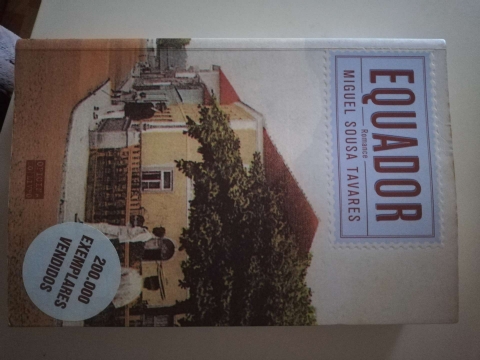 EQUADOR
Romance
MIGUEL SOUSA TAVARES
200.000
EXEMPLARES
VENDIDOS